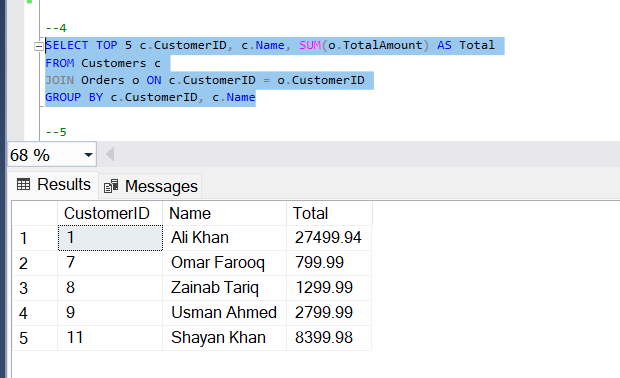 --4
SELECT TOP 5 c.CustomerID, c.Name, SUM(o.TotalAmount) AS Total
FROM Customers c
JOIN Orders o ON c.CustomerID = o.CustomerID
GROUP BY c.CustomerID, c.Name
--5
68 %
Results Messages
CustomerID Name Total
1 1 Ali Khan 27499.94
2 7 Omar Farooq 799.99
3 8 Zainab Tariq 1299.99
4 9 Usman Ahmed 2799.99
5 11 Shayan Khan 8399.98